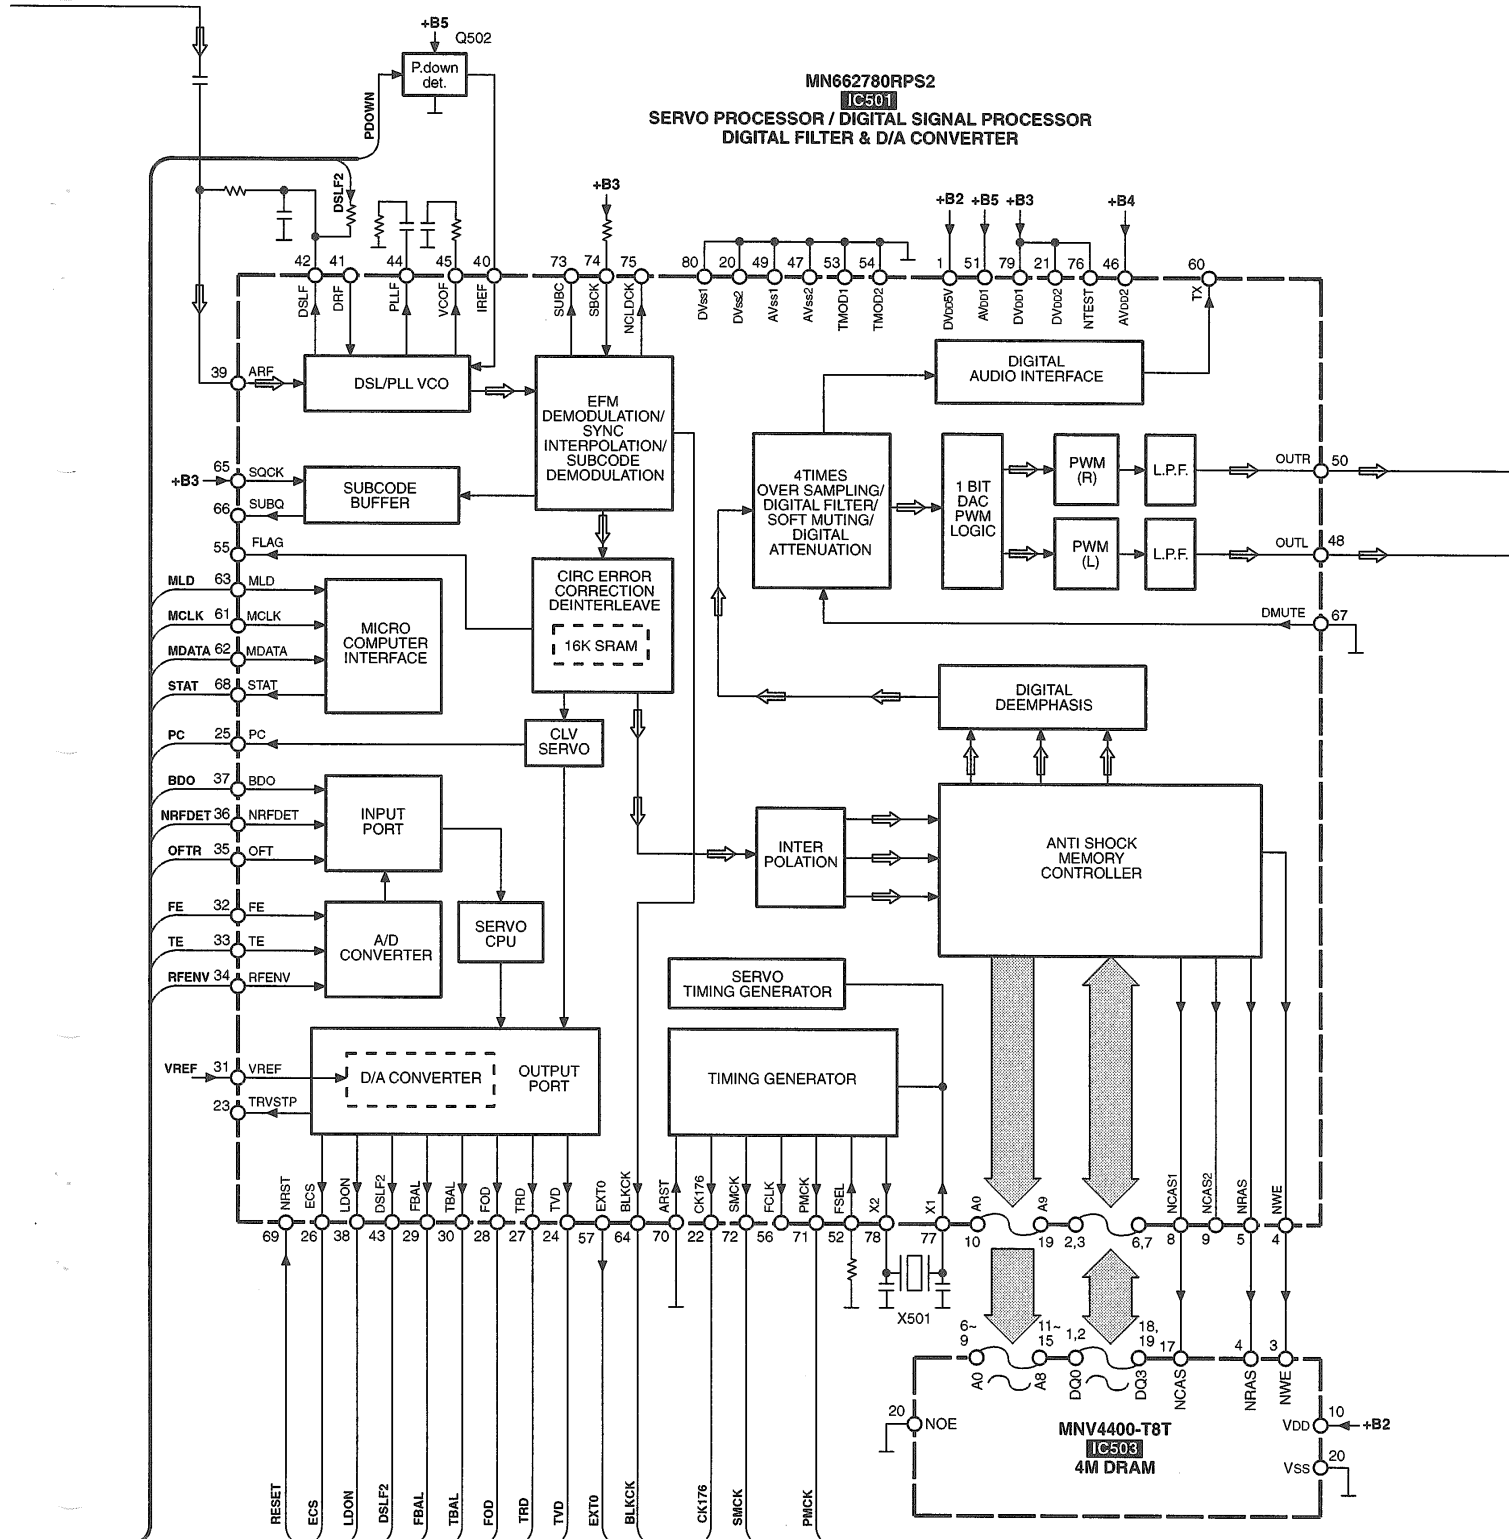 +B5
Q502
P.down
det.
PDOWN
DSLF2
MN662780RPS2
IC501
SERVO PROCESSOR / DIGITAL SIGNAL PROCESSOR
DIGITAL FILTER & D/A CONVERTER
+B3
+B2
+B5
+B3
+B4
42
41
44
45
40
73
74
75
80
20
49
47
53
54
1
51
79
21
76
46
60
DSLF
DRF
PLLF
VCOF
IREF
SUBC
SBCK
NCLDCK
DVss1
DVss2
AVss1
AVss2
TMOD1
TMOD2
DVDD5V
AVDD1
DVDD1
DVDD2
NTEST
AVDD2
TX
39
ARF
DSL/PLL VCO
EFM
DEMODULATION/
SYNC
INTERPOLATION/
SUBCODE
DEMODULATION
DIGITAL
AUDIO INTERFACE
+B3
65
SQCK
66
SUBQ
SUBCODE
BUFFER
4TIMES
OVER SAMPLING/
DIGITAL FILTER/
SOFT MUTING/
DIGITAL
ATTENUATION
1 BIT
DAC
PWM
LOGIC
PWM
(R)
L.P.F.
OUTR
50
PWM
(L)
L.P.F.
OUTL
48
55
FLAG
CIRC ERROR
CORRECTION
DEINTERLEAVE
16K SRAM
DMUTE
67
MLD
63
MLD
MCLK
61
MCLK
MDATA
62
MDATA
STAT
68
STAT
MICRO
COMPUTER
INTERFACE
DIGITAL
DEEMPHASIS
PC
25
PC
CLV
SERVO
BDO
37
BDO
NRFDET
36
NRFDET
OFTR
35
OFT
INPUT
PORT
INTER
POLATION
ANTI SHOCK
MEMORY
CONTROLLER
FE
32
FE
TE
33
TE
RFENV
34
RFENV
A/D
CONVERTER
SERVO
CPU
SERVO
TIMING GENERATOR
VREF
31
VREF
23
TRVSTP
D/A CONVERTER
OUTPUT
PORT
TIMING GENERATOR
NRST
ECS
LDON
DSLF2
FBAL
TBAL
FOD
TRD
TVD
EXT0
BLKCK
ARST
CK176
SMCK
FCLK
PMCK
FSEL
X2
X1
A0
A9
NCAS1
NCAS2
NRAS
NWE
69
26
38
43
29
30
28
27
24
57
64
70
22
72
56
71
52
78
77
10
19
2,3
6,7
8
9
5
4
X501
6~
9
11~
15
1,2
18,
19
17
4
3
A0
A8
DQ0
DQ3
NCAS
NRAS
NWE
20
NOE
MNV4400-T8T
IC503
4M DRAM
VDD
10
+B2
Vss
20
RESET
ECS
LDON
DSLF2
FBAL
TBAL
FOD
TRD
TVD
EXT0
BLKCK
CK176
SMCK
PMCK